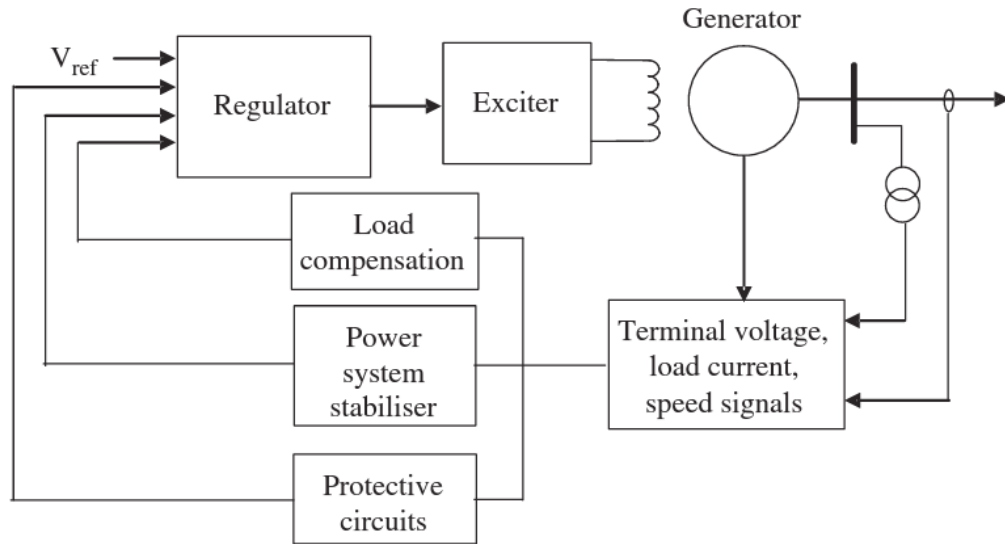 Generator
V_ref
Regulator
Exciter
Load
compensation
Power
system
stabiliser
Terminal voltage,
load current,
speed signals
Protective
circuits